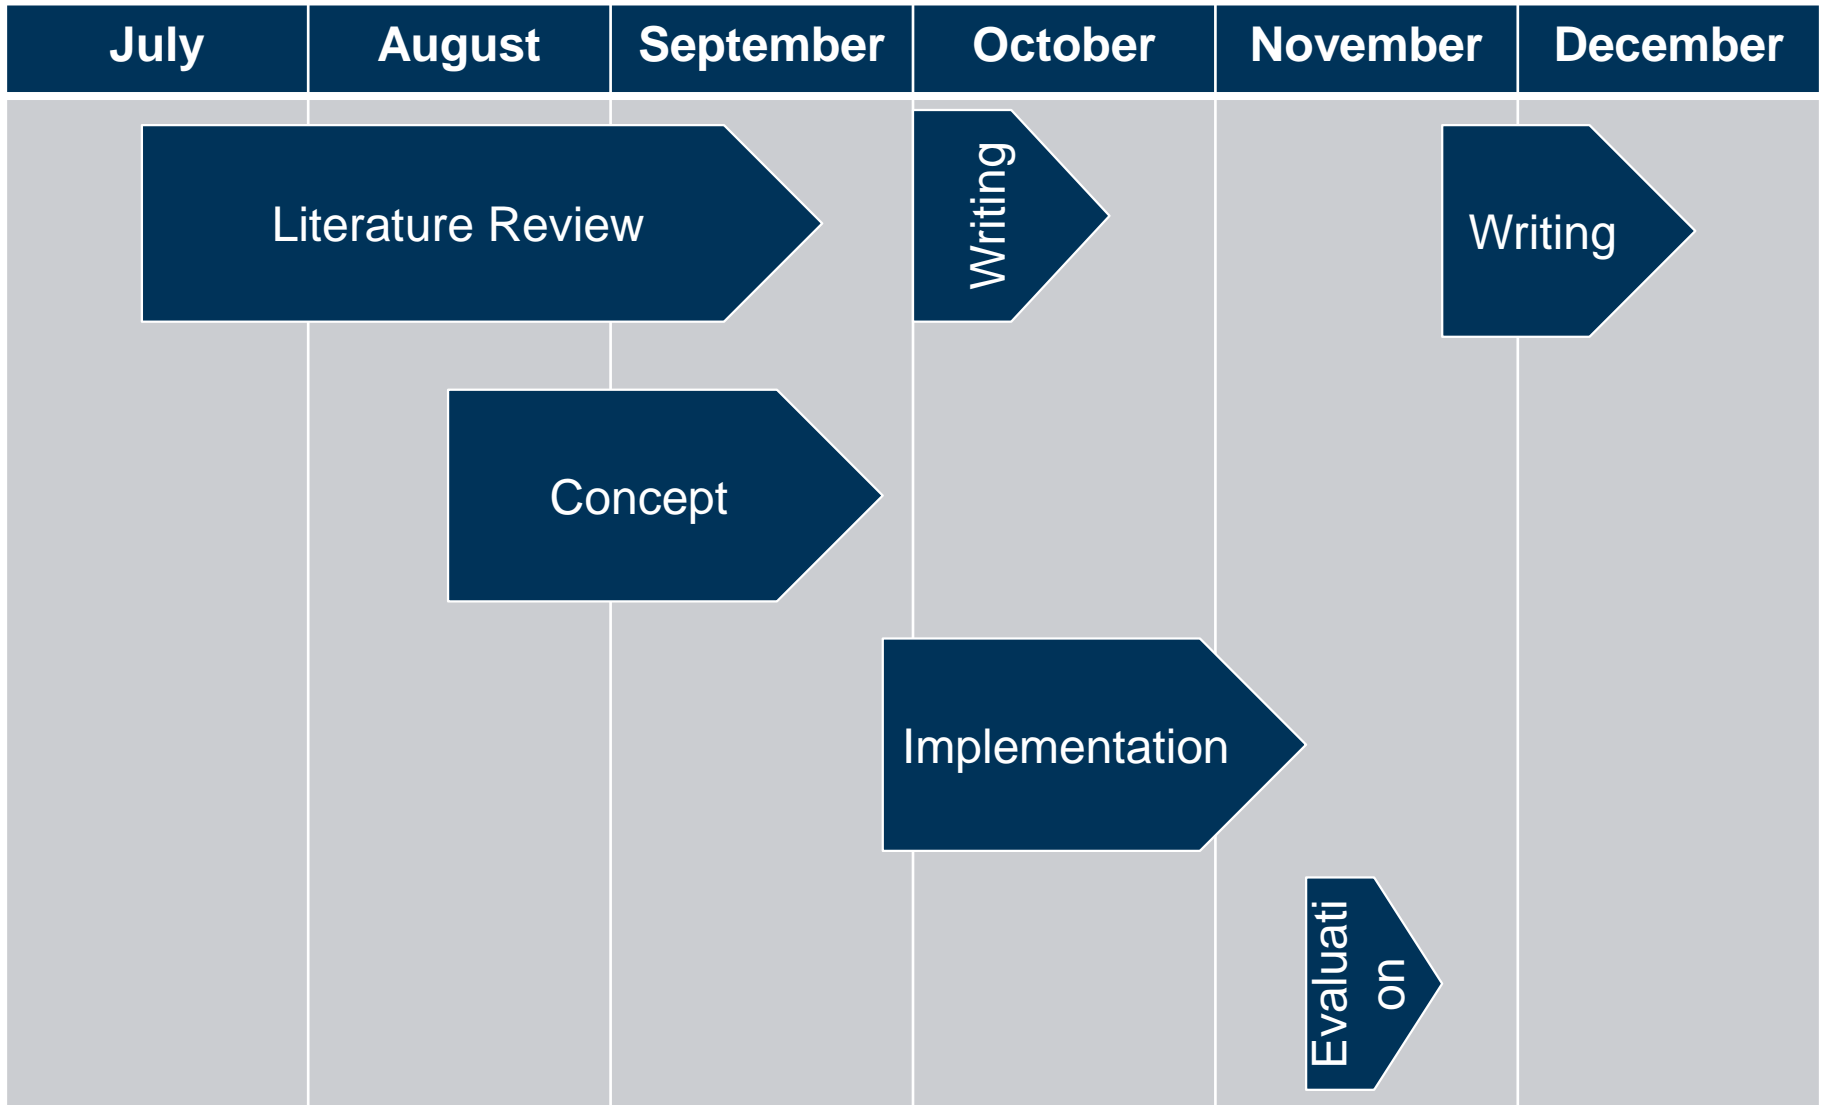 July
August
September
October
November
December
Literature Review
Writing
Writing
Concept
Implementation
Evaluati
on